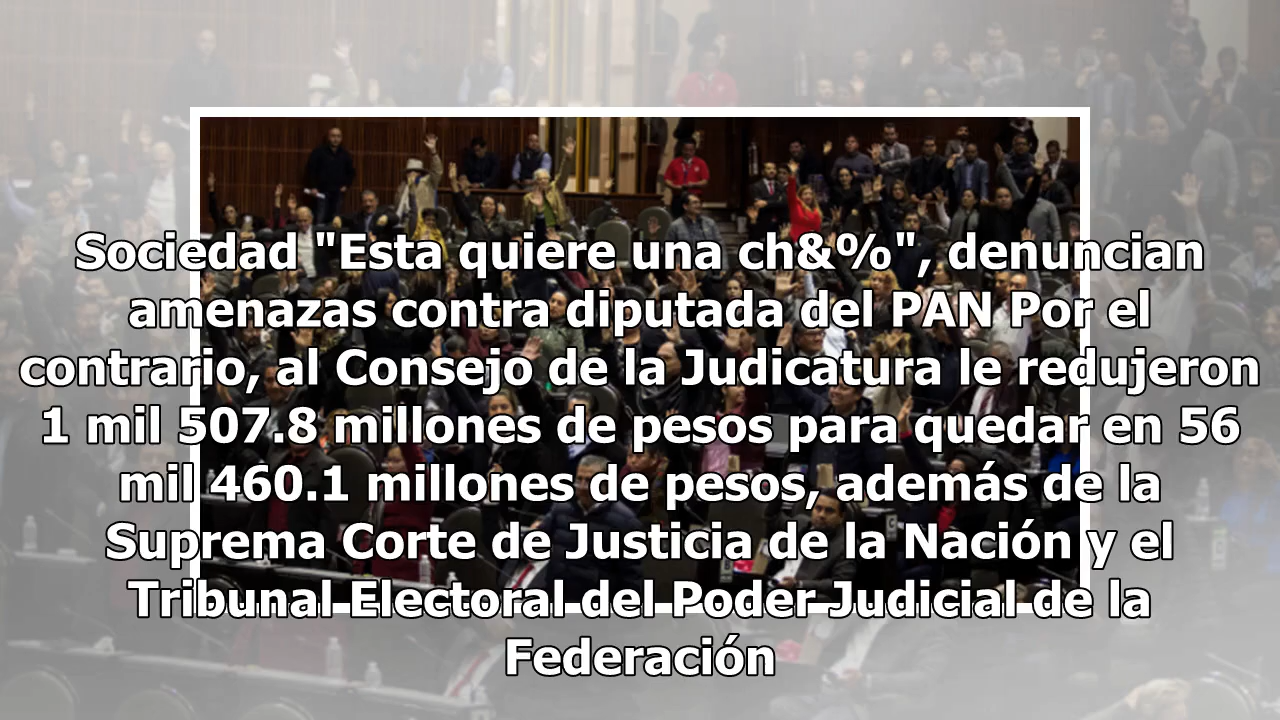 Sociedad "Esta quiere una ch&%", denuncian
amenazas contra diputada del PAN Por el
contrario, al Consejo de la Judicatura le redujeron
1 mil 507.8 millones de pesos para quedar en 56
mil 460.1 millones de pesos, además de la
Suprema Corte de Justicia de la Nación y el
Tribunal Electoral del Poder Judicial de la
Federación